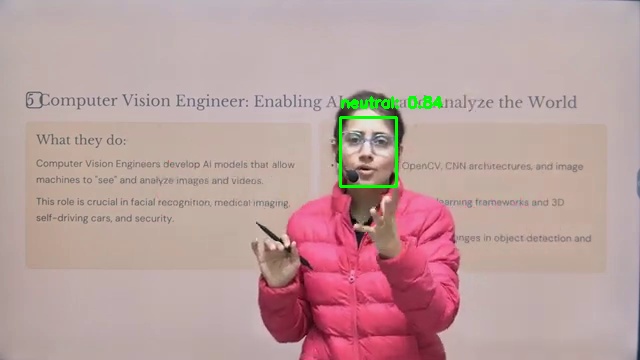 5 Computer Vision Engineer: Enabling AI analyze the World
neutral: 0.84
What they do:
Computer Vision Engineers develop AI models that allow
machines to "see" and analyze images and videos.
This role is crucial in facial recognition, medical imaging,
self-driving cars, and security.
OpenCV, CNN architectures, and image
learning frameworks and 3D
in object detection and